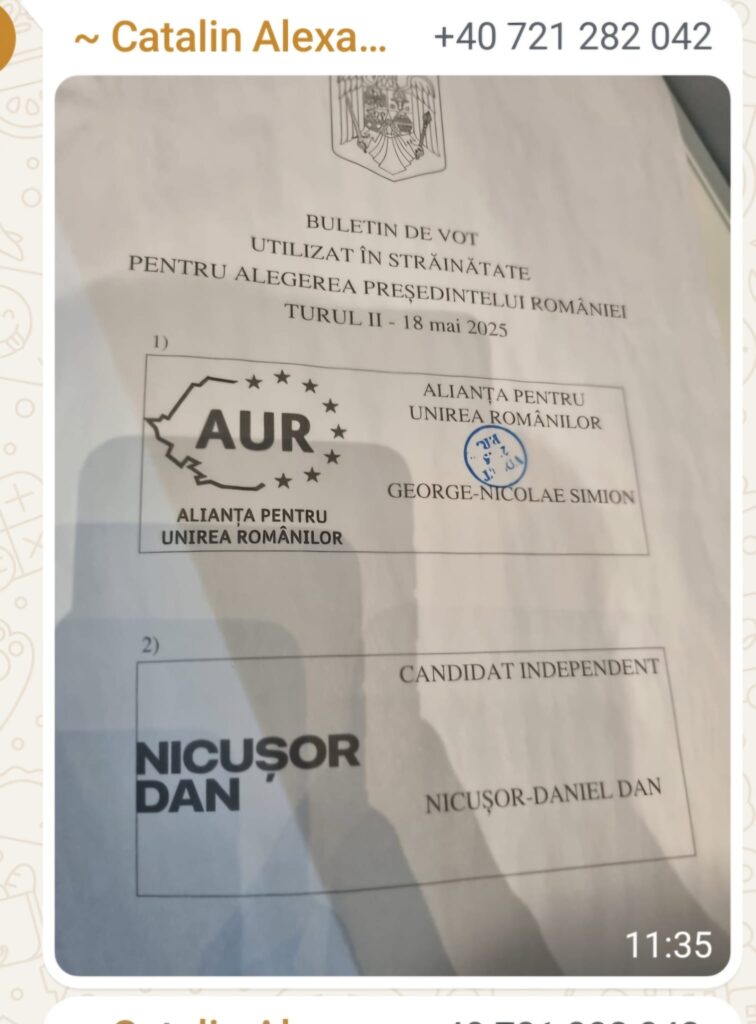 ~ Catalin Alexa... +40 721 282 042
BULETIN DE VOT
UTILIZAT ÎN STRĂINĂTATE
PENTRU ALEGEREA PREȘEDINTELUI ROMÂNIEI
TURUL II - 18 mai 2025
1)
AUR
ALIANȚA PENTRU
UNIREA ROMÂNILOR
ALIANȚA PENTRU
UNIREA ROMÂNILOR
GEORGE-NICOLAE SIMION
2)
NICUȘOR
DAN
CANDIDAT INDEPENDENT
NICUȘOR-DANIEL DAN
11:35